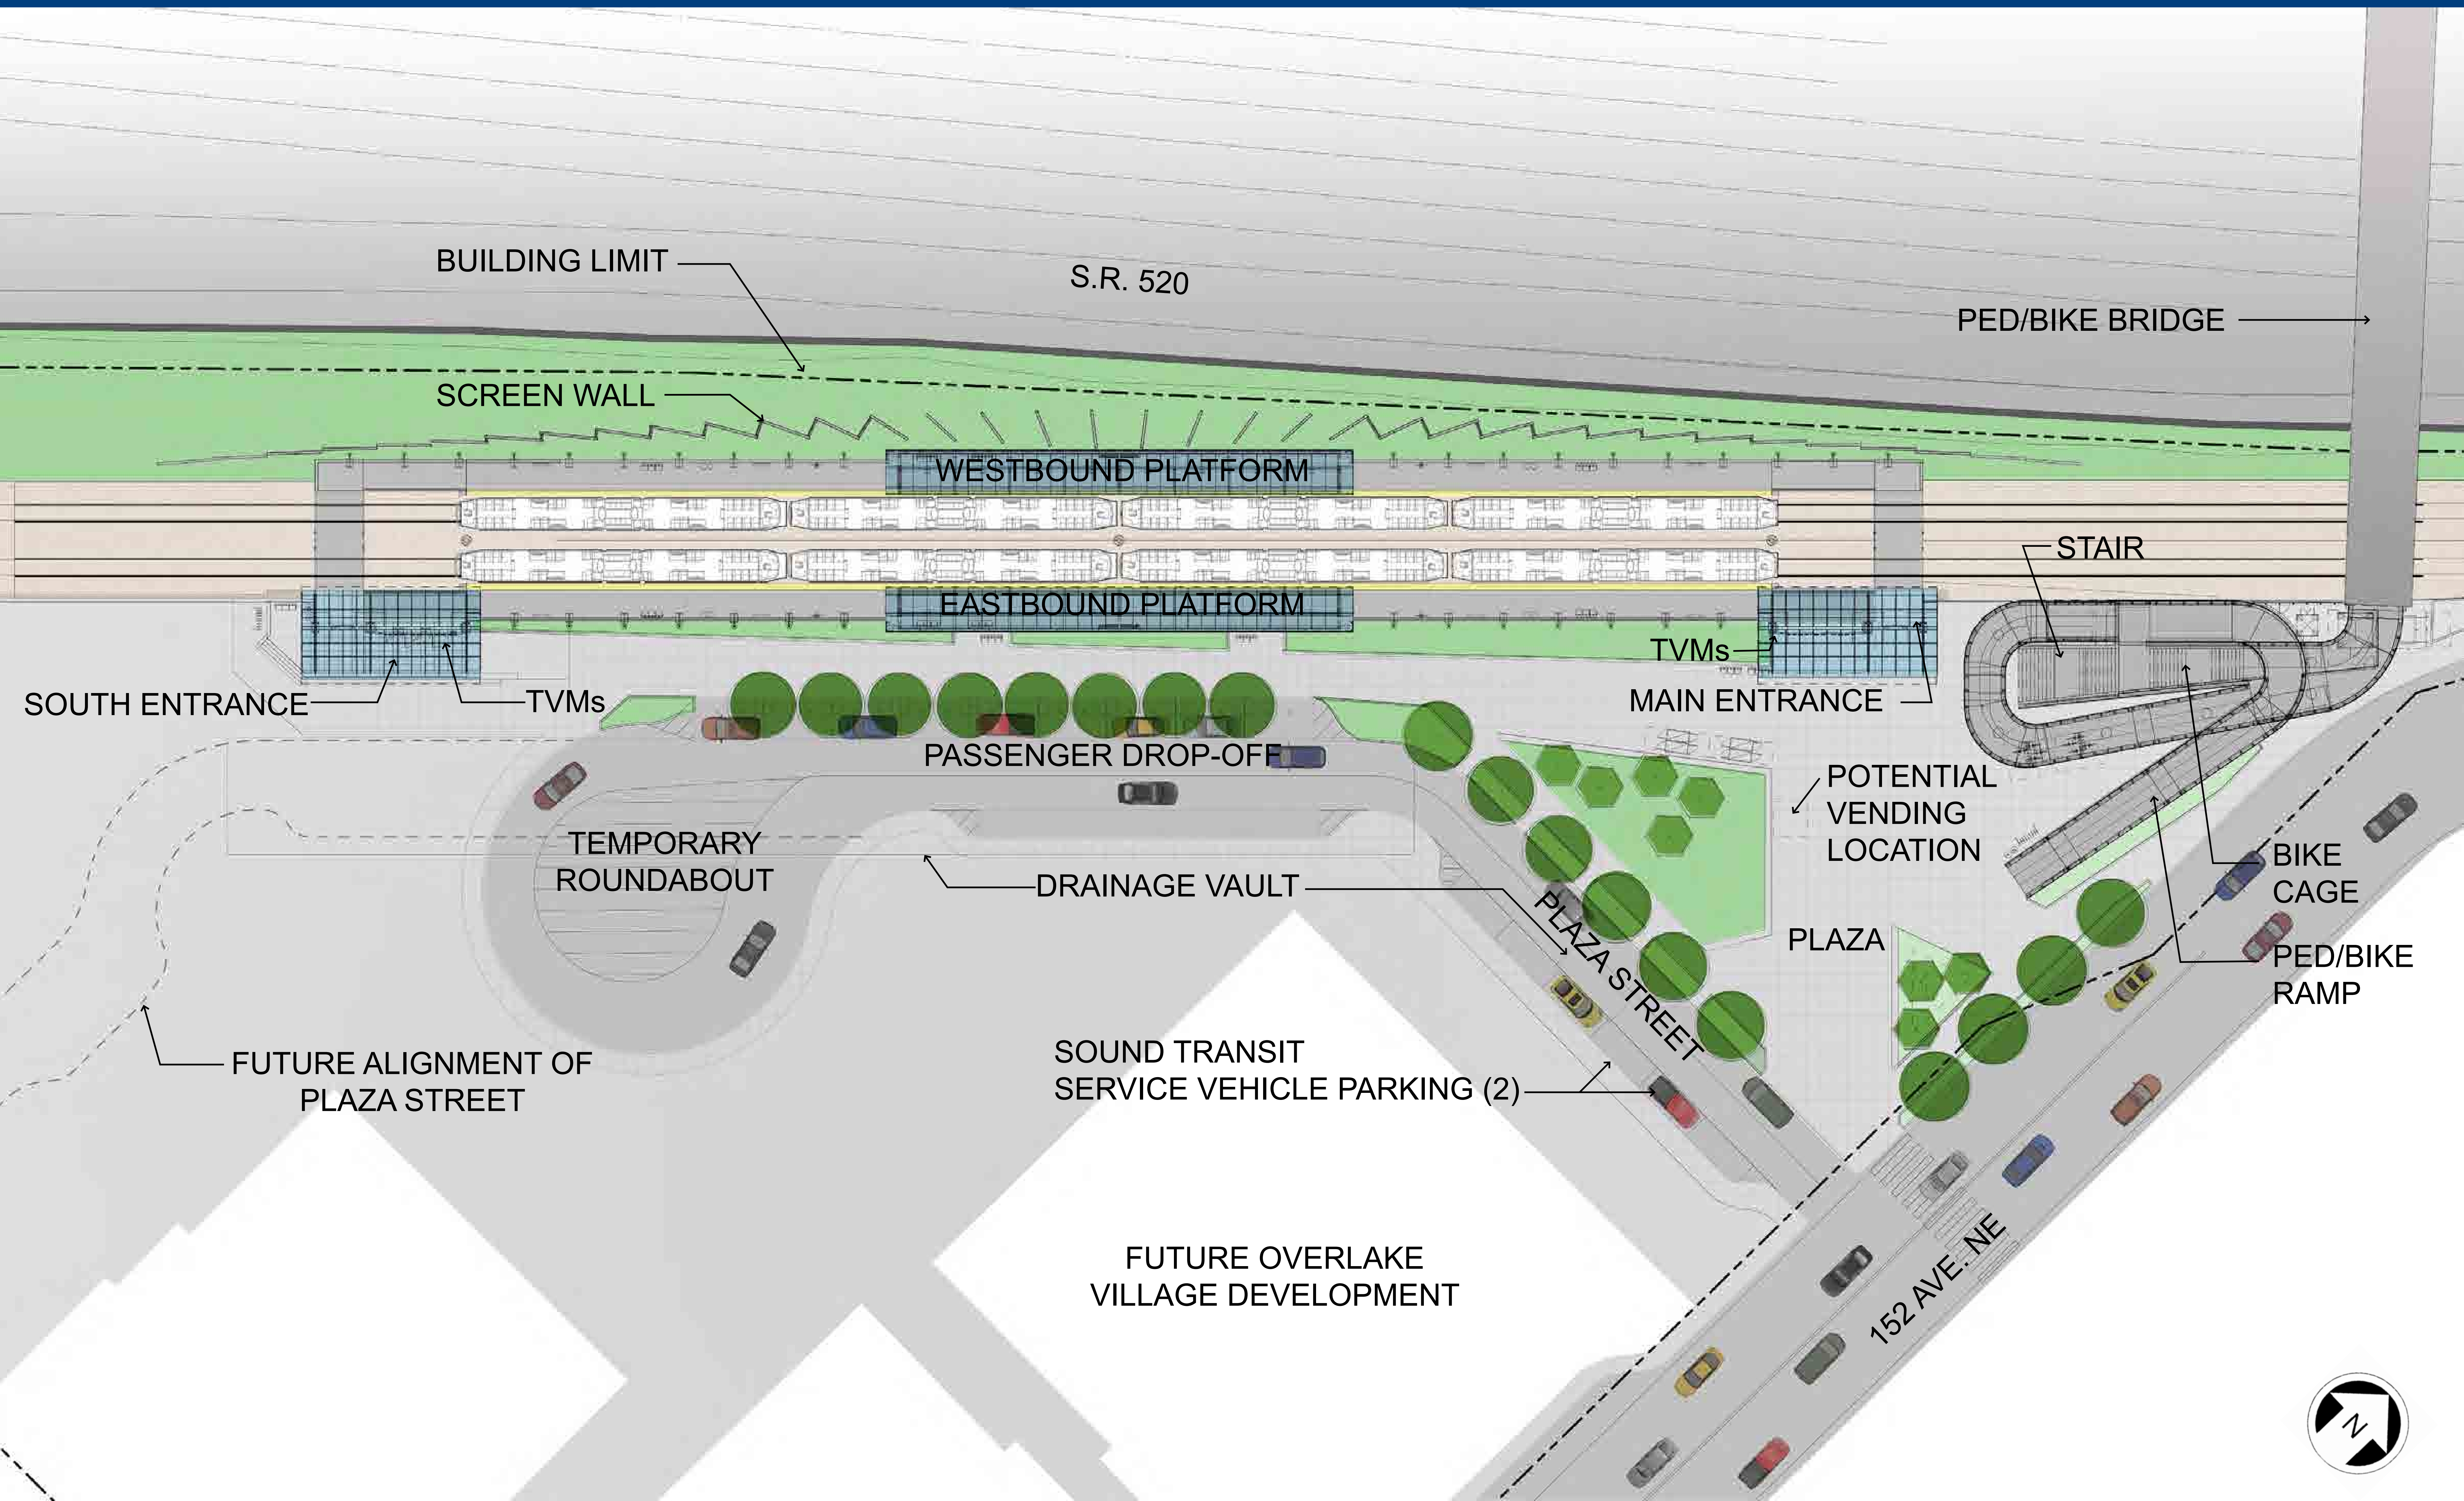 BUILDING LIMIT
S.R. 520
PED/BIKE BRIDGE
SCREEN WALL
WESTBOUND PLATFORM
STAIR
EASTBOUND PLATFORM
TVMs
SOUTH ENTRANCE
TVMs
MAIN ENTRANCE
PASSENGER DROP-OFF
POTENTIAL
VENDING
LOCATION
TEMPORARY
ROUNDABOUT
DRAINAGE VAULT
BIKE
CAGE
PLAZA STREET
PLAZA
PED/BIKE
RAMP
FUTURE ALIGNMENT OF
PLAZA STREET
SOUND TRANSIT
SERVICE VEHICLE PARKING (2)
FUTURE OVERLAKE
VILLAGE DEVELOPMENT
152 AVE. NE
N